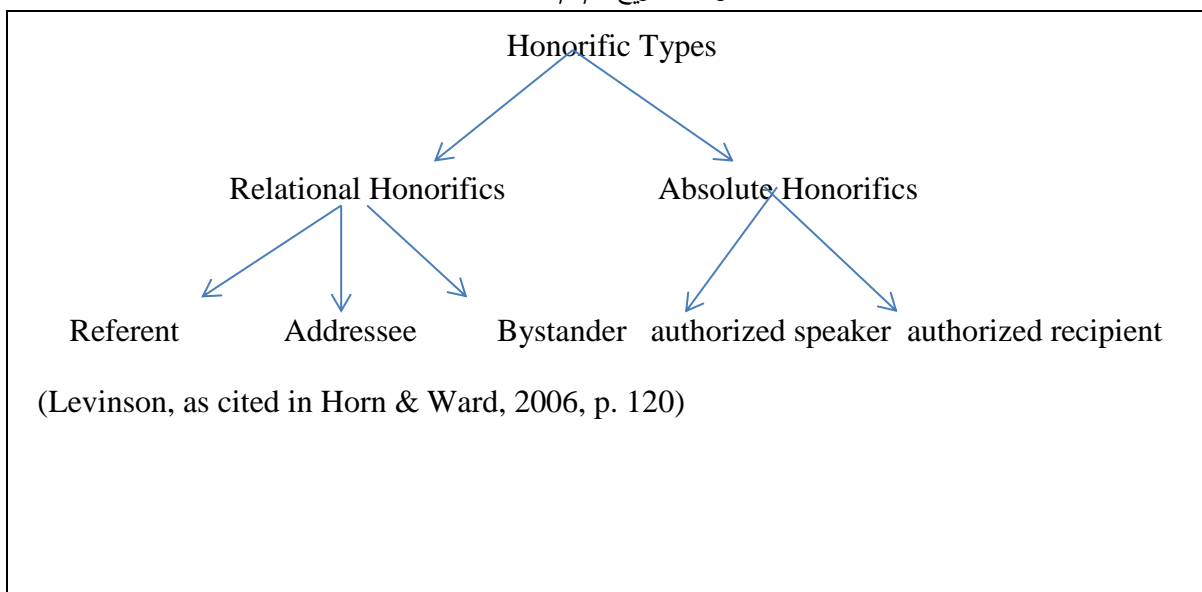 Honorific Types
Relational Honorifics Absolute Honorifics
Referent Addressee Bystander authorized speaker authorized recipient
(Levinson, as cited in Horn & Ward, 2006, p. 120)